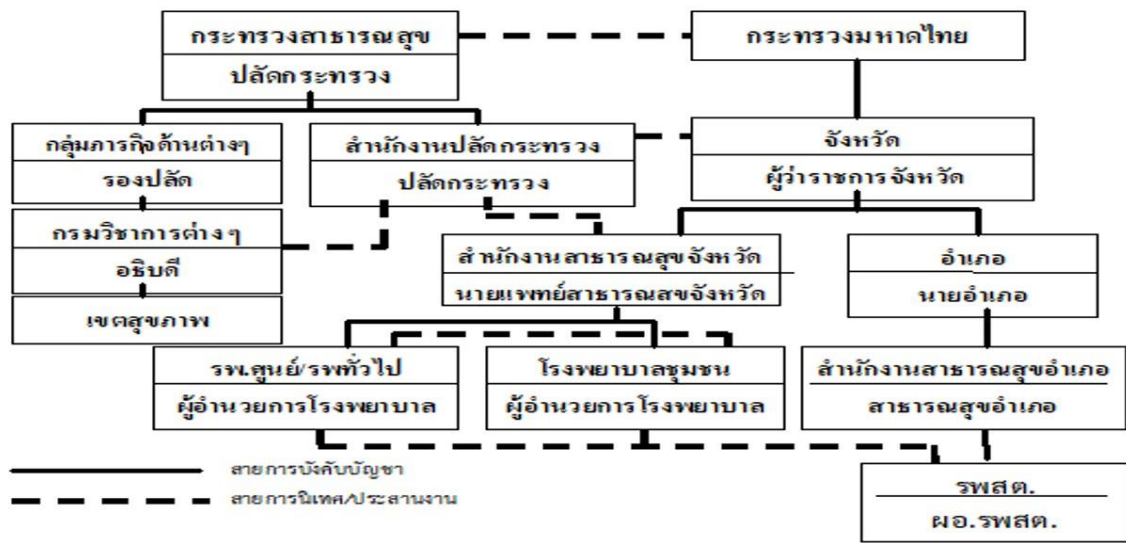 กระทรวงสาธารณสุข
ปลัดกระทรวง
กระทรวงมหาดไทย
กลุ่มภารกิจด้านต่างๆ
รองปลัด
สำนักงานปลัดกระทรวง
ปลัดกระทรวง
จังหวัด
ผู้ว่าราชการจังหวัด
กรมวิชาการต่างๆ
อธิบดี
เขตสุขภาพ
สำนักงานสาธารณสุขจังหวัด
นายแพทย์สาธารณสขจังหวัด
อำเภอ
นายอำเภอ
รพ.ศูนย์/รพทั่วไป
ผู้อำนวยการโรงพยาบาล
โรงพยาบาลชุมชน
ผู้อำนวยการโรงพยาบาล
สำนักงานสาธารณสุขอำเภอ
สาธารณสุขอำเภอ
รพสต.
ผอ.รพสต.
สายการบังคับบัญชา
สายการนิเทศ/ประสานงาน